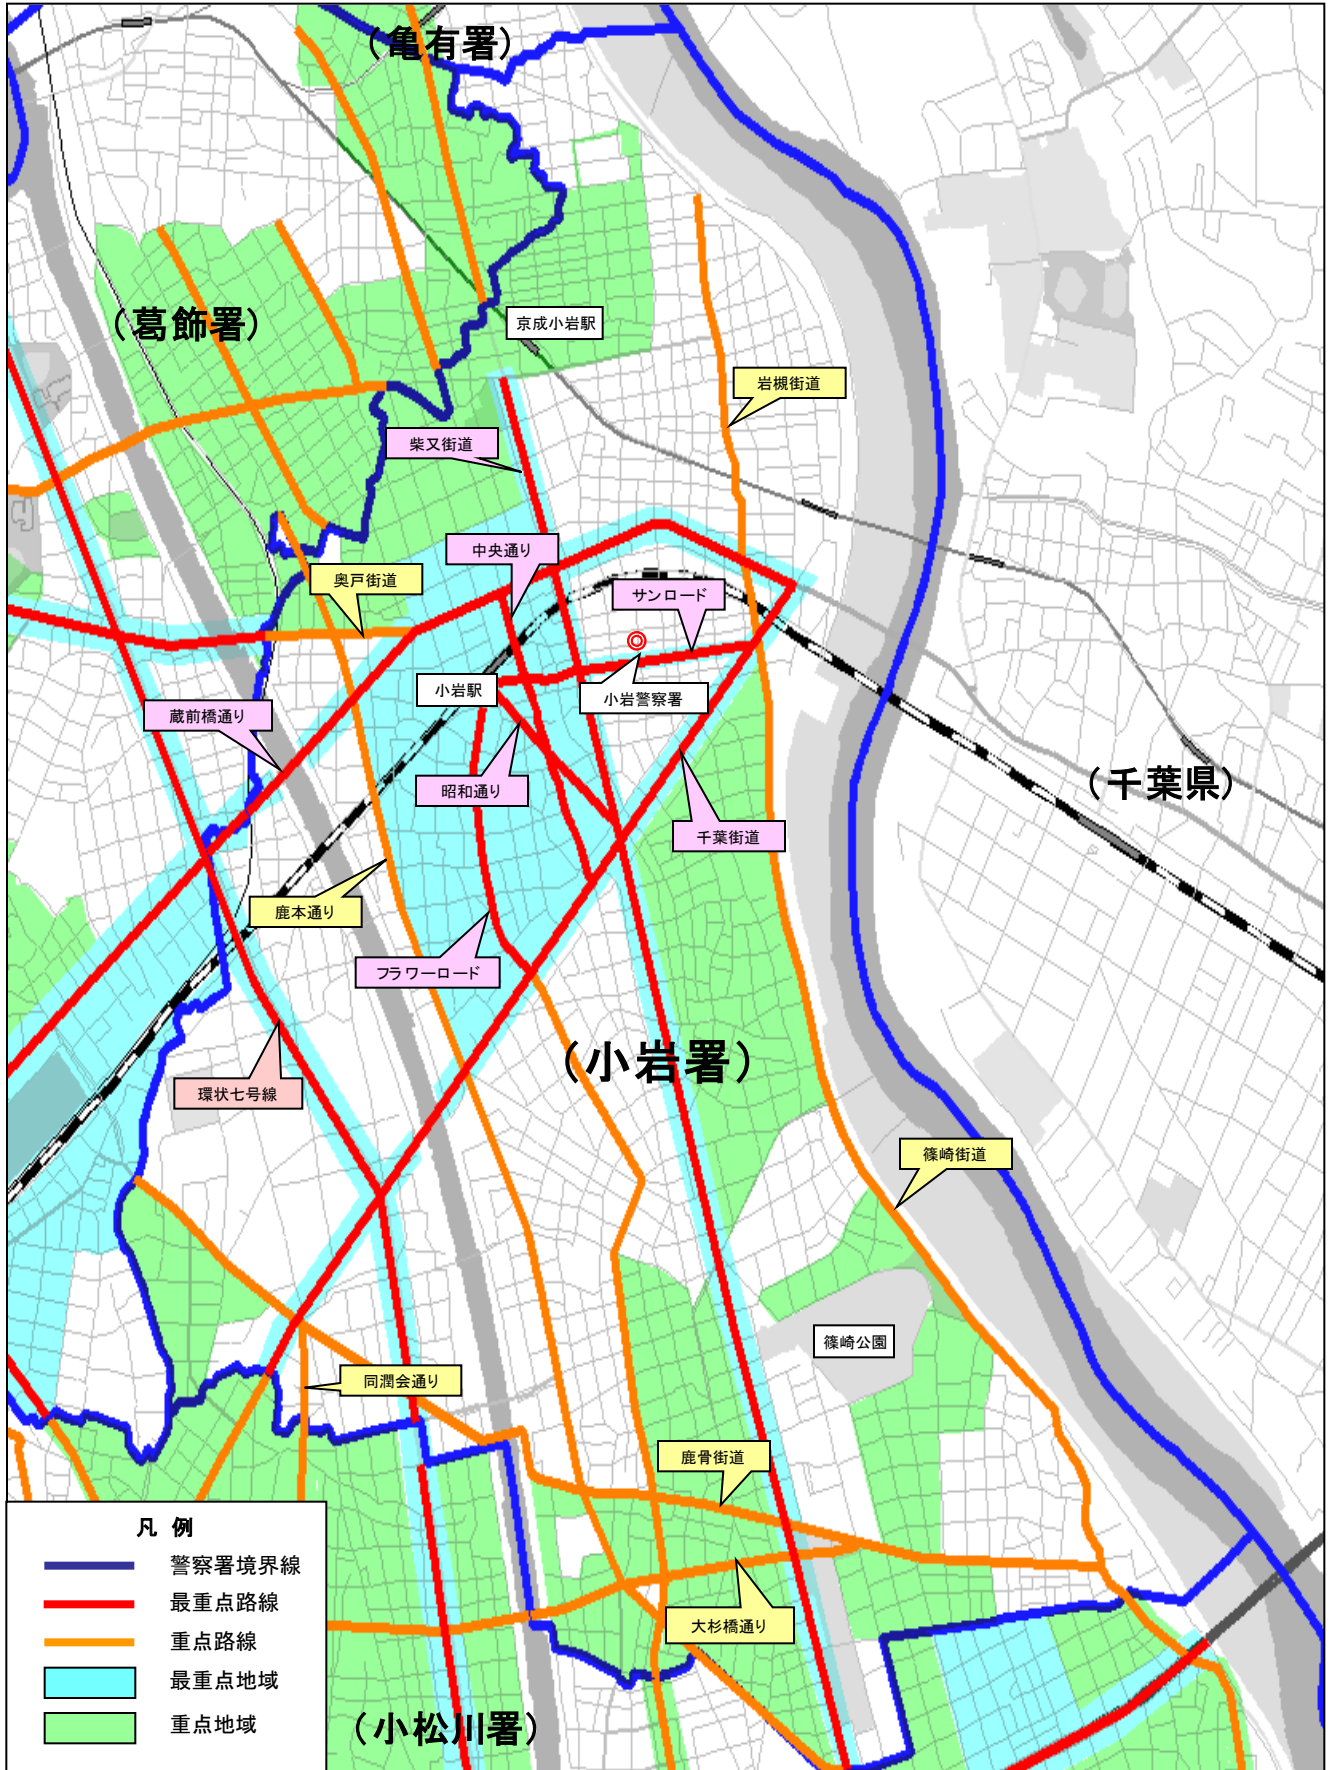 （亀有署）
（葛飾署）
京成小岩駅
岩槻街道
柴又街道
中央通り
奥戸街道
サンロード
小岩駅
小岩警察署
蔵前橋通り
（千葉県）
昭和通り
千葉街道
鹿本通り
フラワーロード
（小岩署）
環状七号線
篠崎街道
篠崎公園
同潤会通り
鹿骨街道
大杉橋通り
（小松川署）
凡 例
警察署境界線
最重点路線
重点路線
最重点地域
重点地域